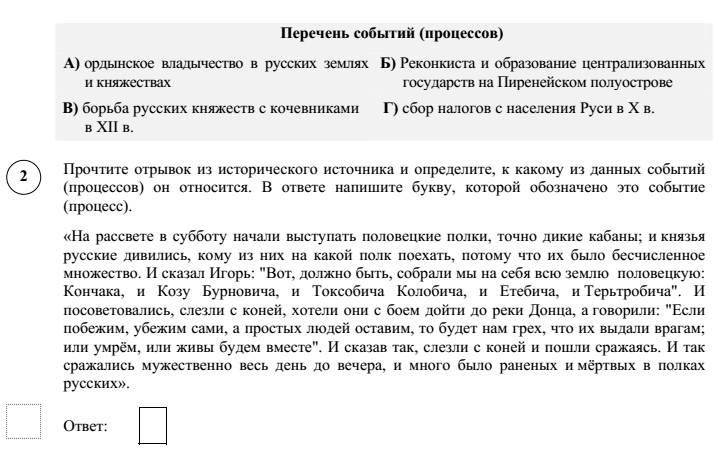 Перечень событий (процессов)
А) ордынское владычество в русских землях и княжествах
Б) Реконкиста и образование централизованных государств на Пиренейском полуострове
В) борьба русских княжеств с кочевниками в XII в.
Г) сбор налогов с населения Руси в X в.
2
Прочтите отрывок из исторического источника и определите, к какому из данных событий
(процессов) он относится. В ответе напишите букву, которой обозначено это событие
(процесс).
«На рассвете в субботу начали выступать половецкие полки, точно дикие кабаны; и князья
русские дивились, кому из них на какой полк поехать, потому что их было бесчисленное
множество. И сказал Игорь: "Вот, должно быть, собрали мы на себя всю землю половецкую:
Кончака, и Козу Бурновича, и Токсобича Колобича, и Етебича, и Терьтробича". И
посоветовались, слезли с коней, хотели они с боем дойти до реки Донца, а говорили: "Если
побежим, убежим сами, а простых людей оставим, то будет нам грех, что их выдали врагам;
или умрём, или живы будем вместе". И сказав так, слезли с коней и пошли сражаясь. И так
сражались мужественно весь день до вечера, и много было раненых и мёртвых в полках
русских».
Ответ: